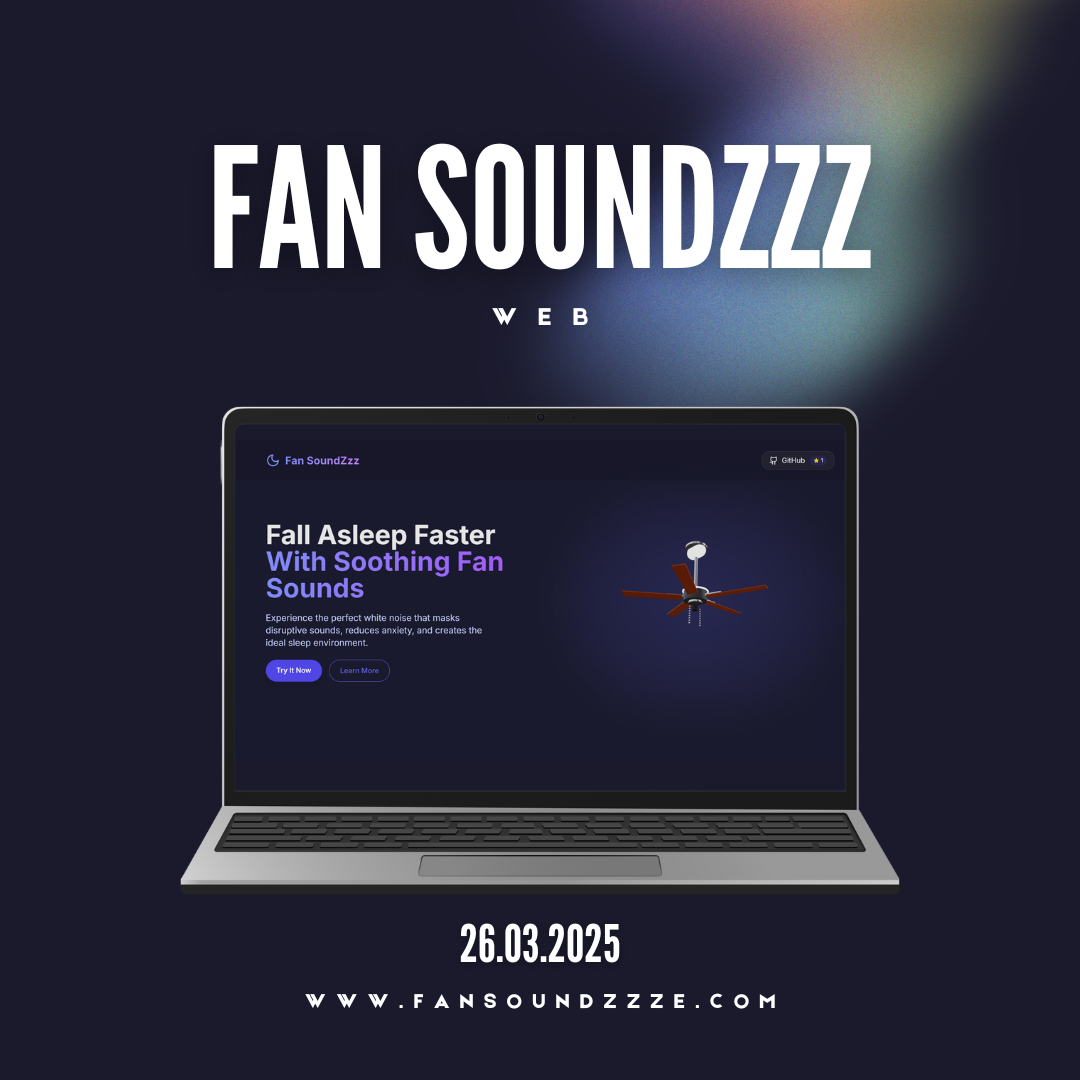 FAN SOUNDZZZ
WEB
Fan SoundZzz
GitHub ★ 1
Fall Asleep Faster
With Soothing Fan
Sounds
Experience the perfect white noise that masks
disruptive sounds, reduces anxiety, and creates the
ideal sleep environment.
Try It Now Learn More
26.03.2025
WWW.FANSOUNDZZZE.COM